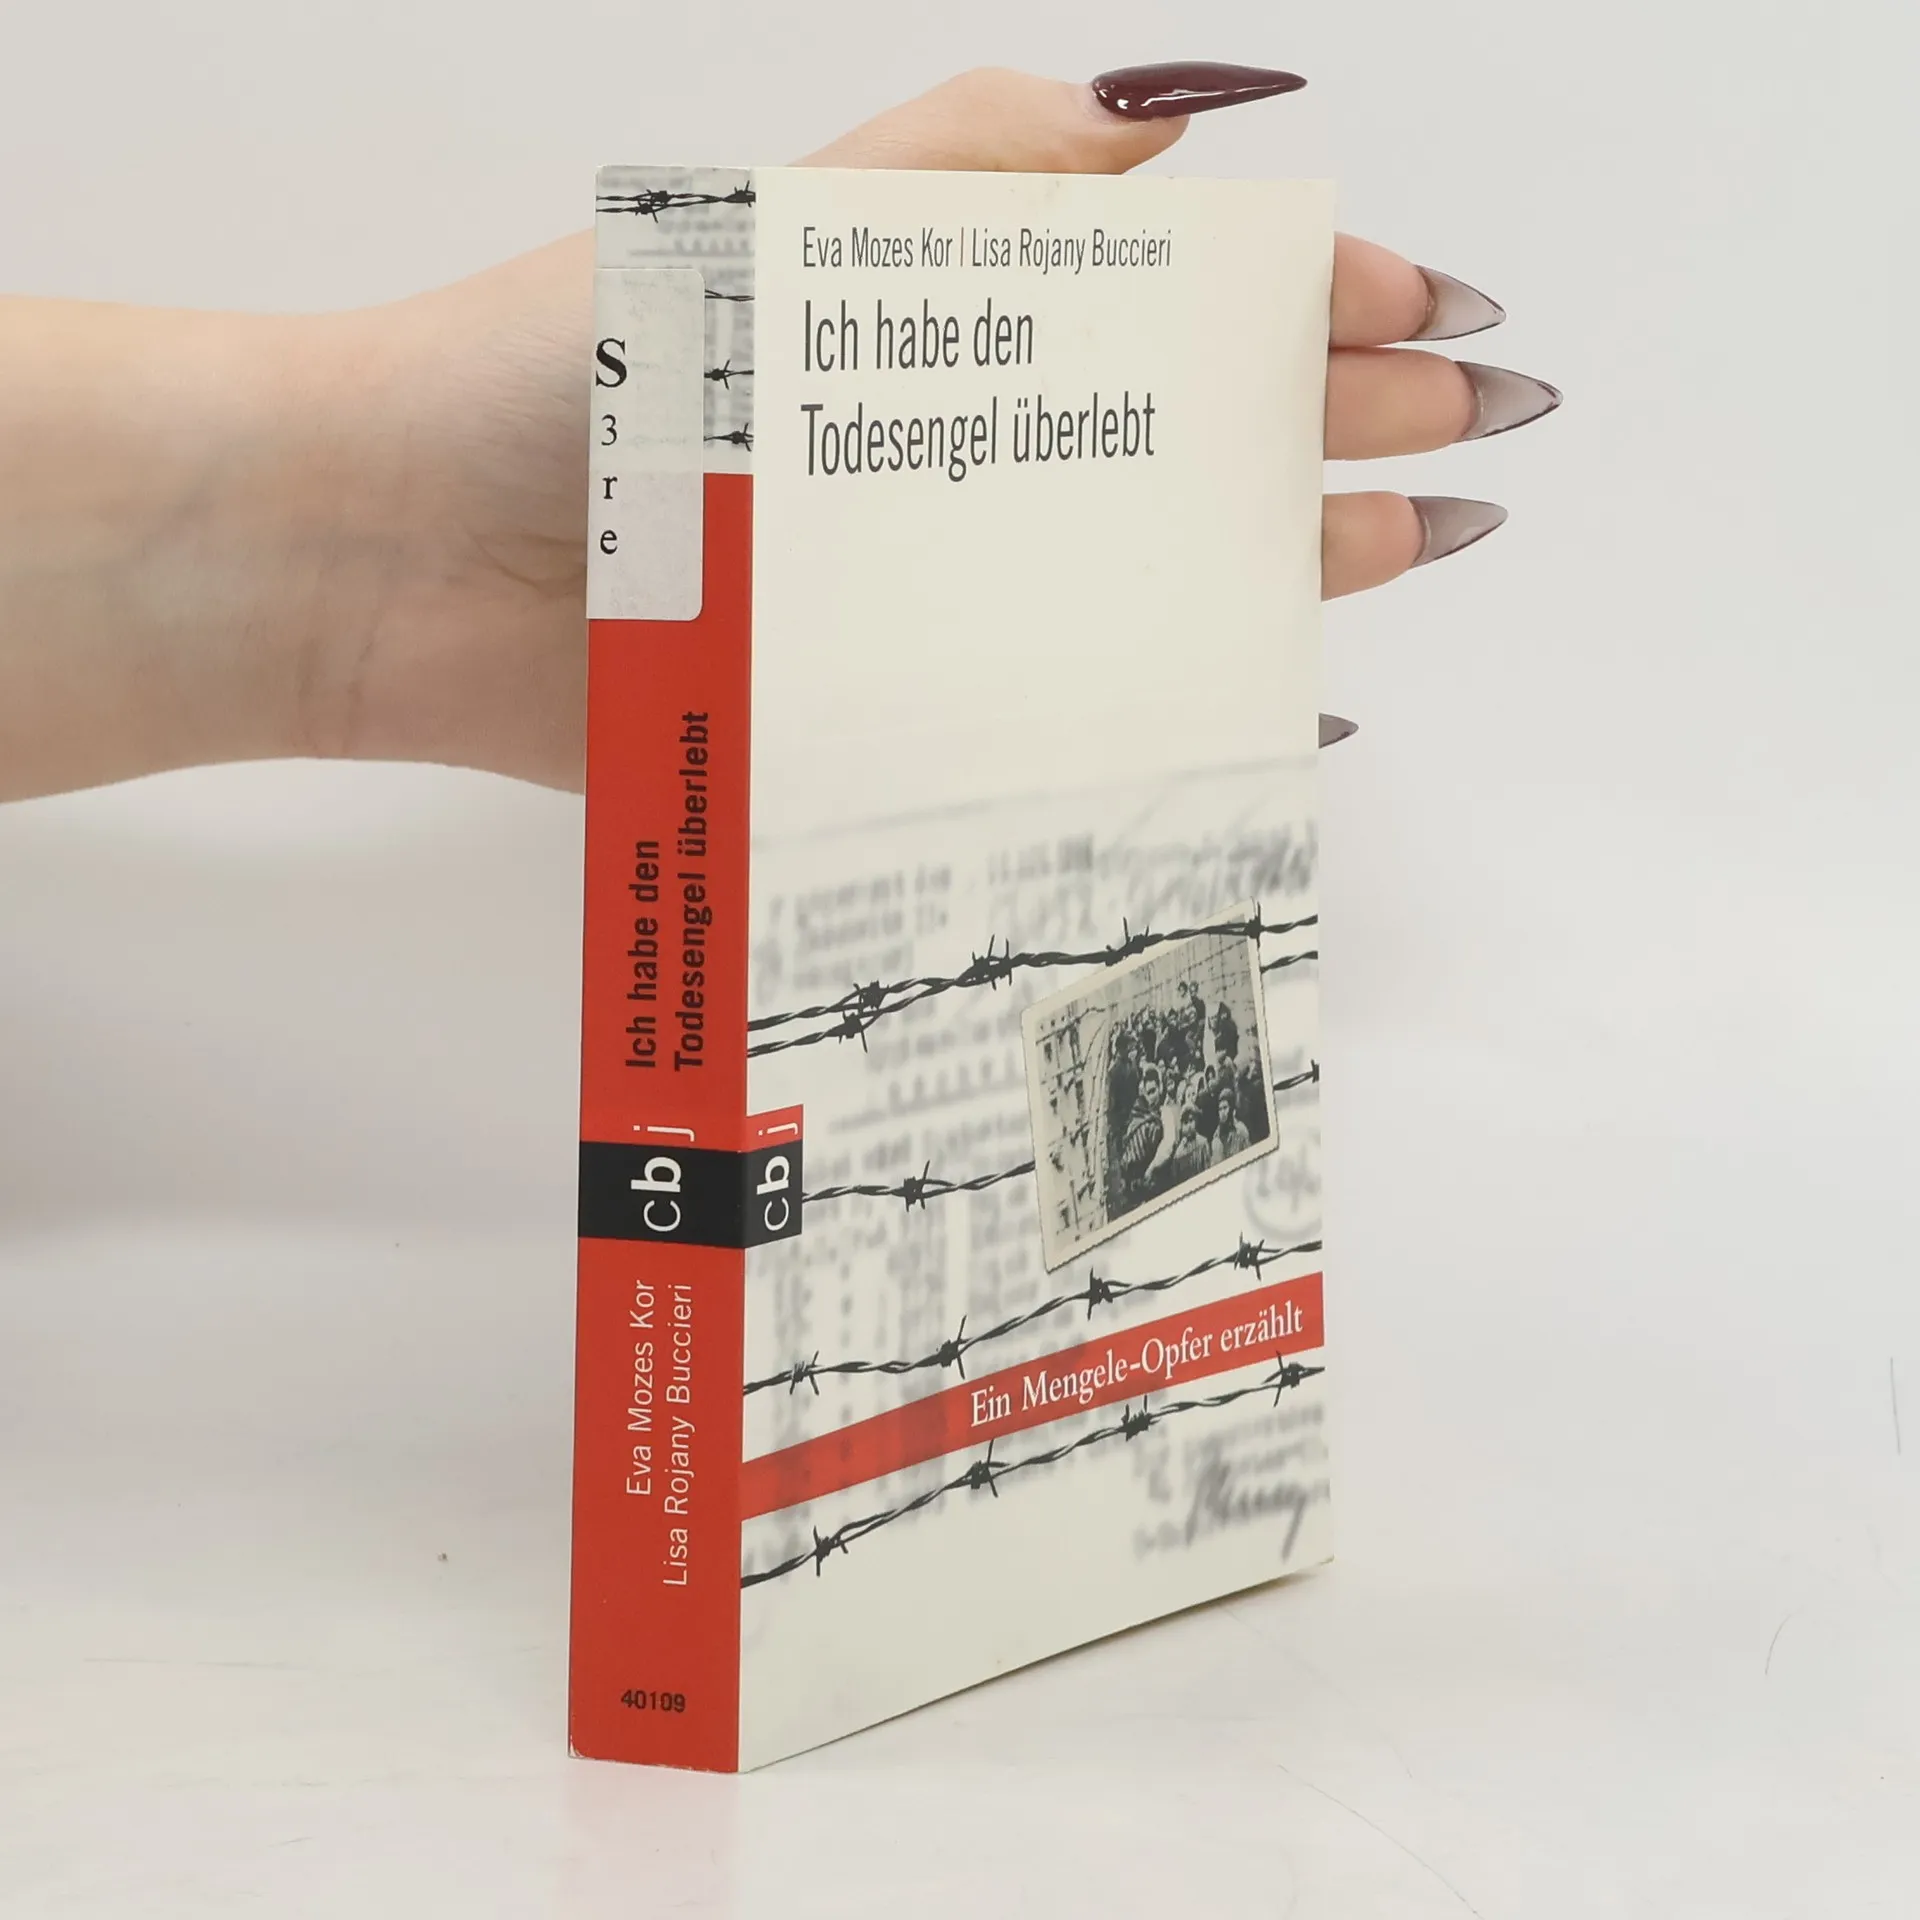 Eva Mozes Kor | Lisa Rojany Buccieri
Ich habe den
Todesengel überlebt
Ein Mengele-Opfer erzählt
cbj
S
3
r
e
Ich habe den
Todesengel überlebt
cbj
Eva Mozes Kor
Lisa Rojany Buccieri
40109